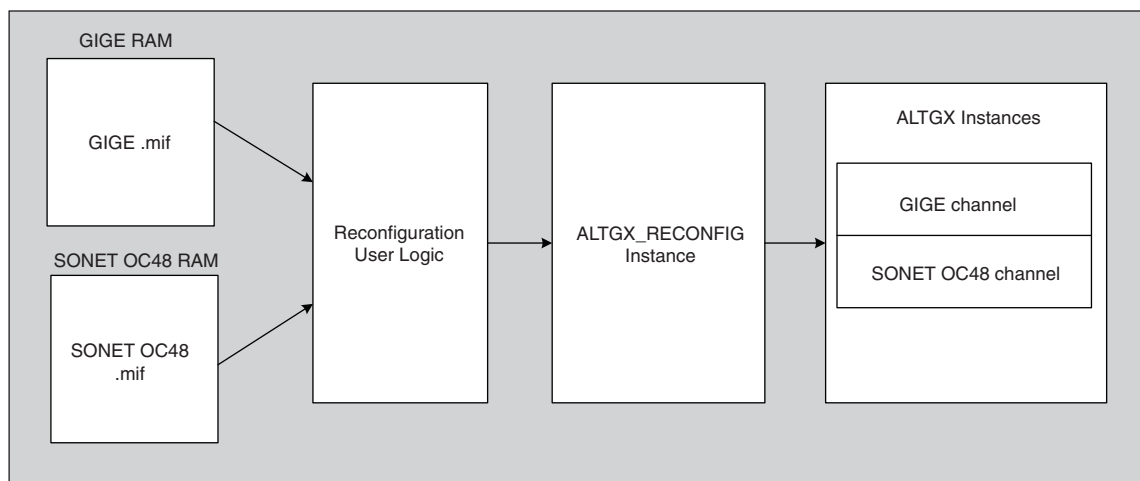 GIGE RAM
GIGE .mif
SONET OC48 RAM
SONET OC48
.mif
Reconfiguration
User Logic
ALTGX_RECONFIG
Instance
ALTGX Instances
GIGE channel
SONET OC48 channel